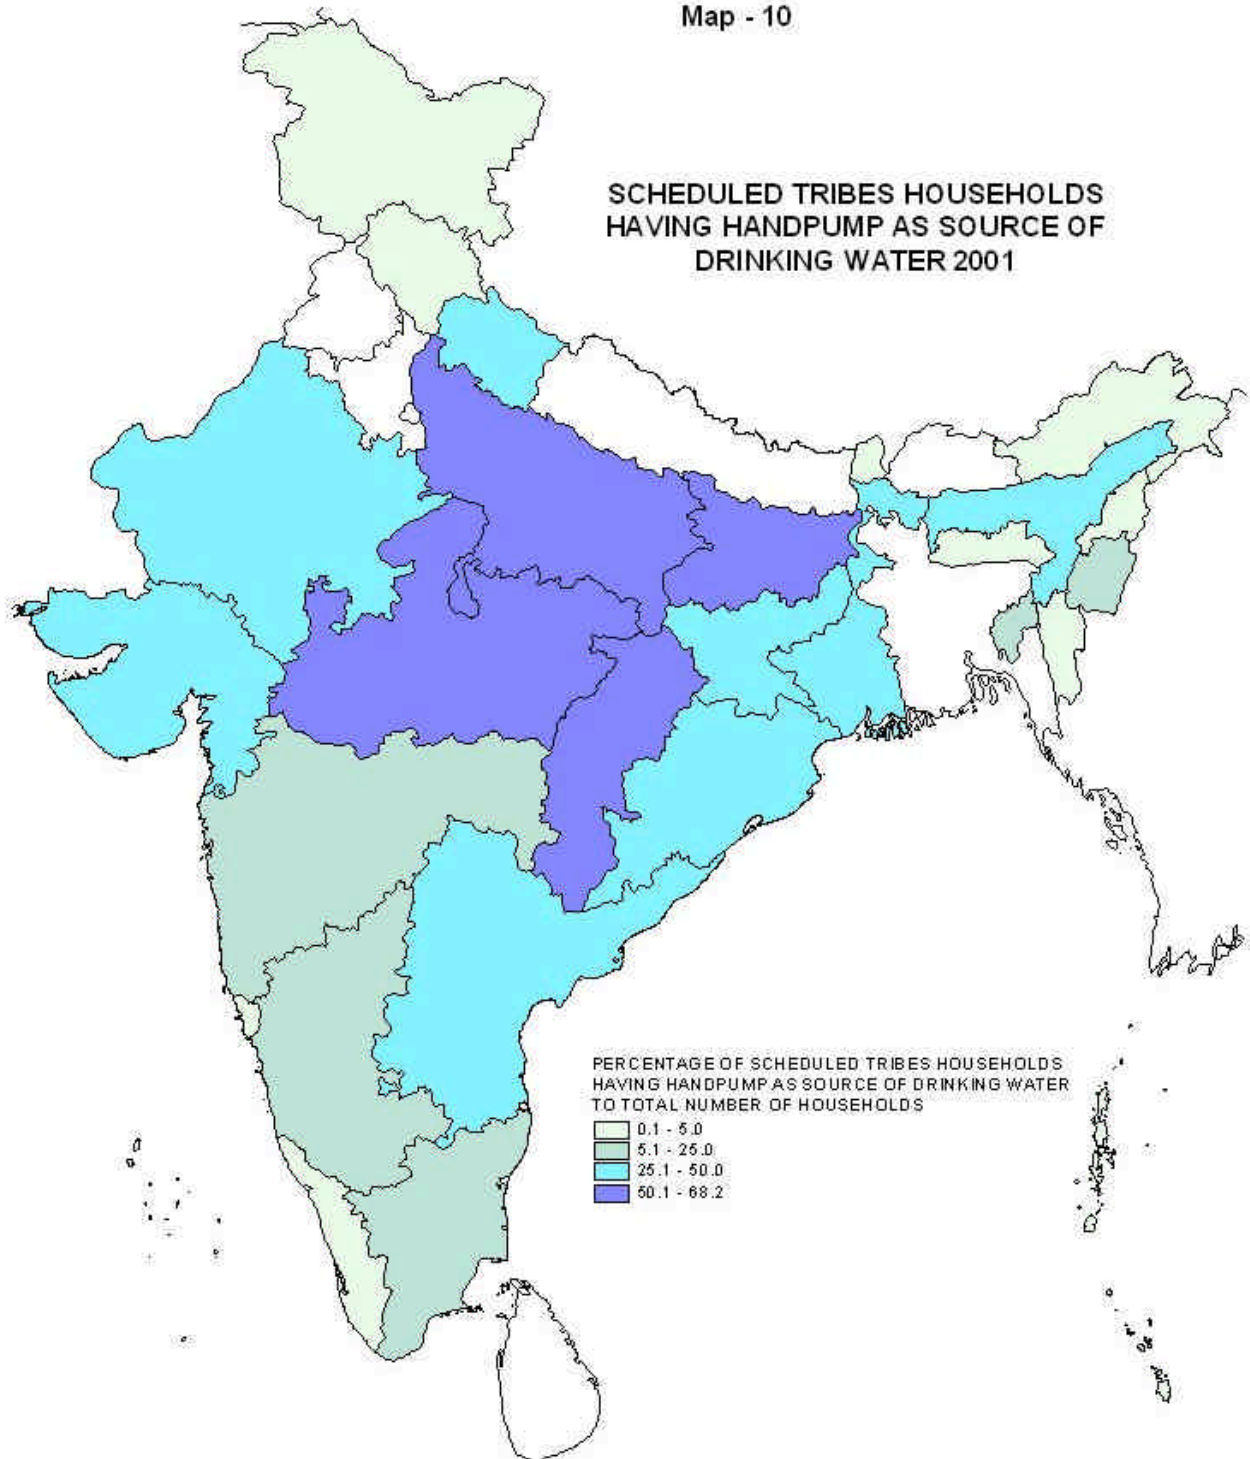 Map - 10
SCHEDULED TRIBES HOUSEHOLDS
HAVING HANDPUMP AS SOURCE OF
DRINKING WATER 2001
PERCENTAGE OF SCHEDULED TRIBES HOUSEHOLDS
HAVING HANDPUMP AS SOURCE OF DRINKING WATER
TO TOTAL NUMBER OF HOUSEHOLDS
0.1 - 5.0
5.1 - 25.0
25.1 - 50.0
50.1 - 68.2